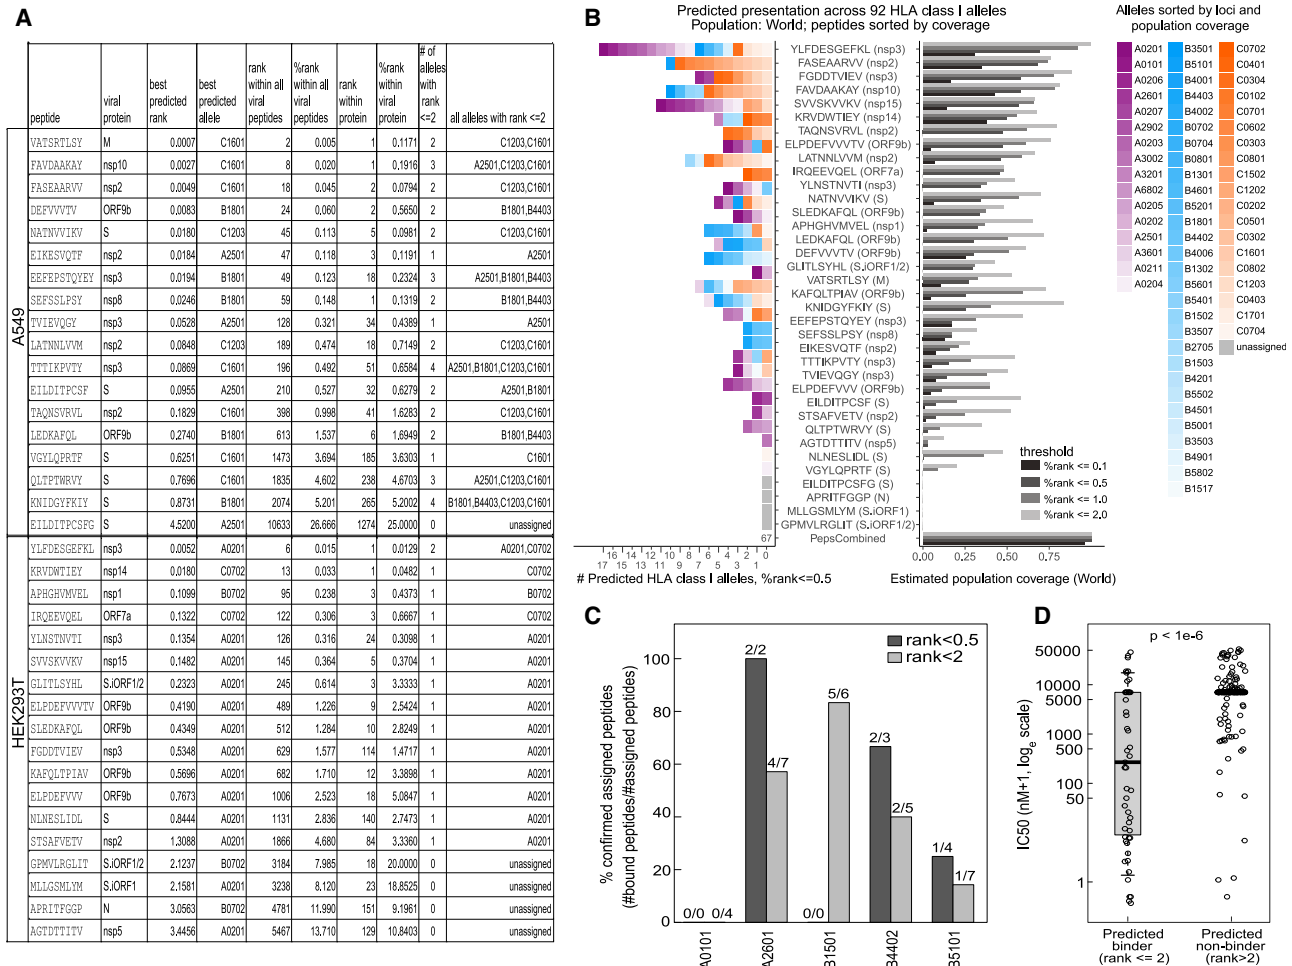 A
peptide	viral protein	best predicted rank	best predicted allele	rank within all viral peptides	%rank within all viral peptides	rank within protein	%rank within viral protein	# of alleles with rank <=2	all alleles with rank <=2
A549
VATSRTLSY	M	0.0007	C1601	2	0.005	1	0.1171	2	C1203,C1601
FAVDAAKAY	nsp10	0.0027	C1601	8	0.020	1	0.1916	3	A2501,C1203,C1601
FASEAARVV	nsp2	0.0049	C1601	18	0.045	2	0.0794	2	C1203,C1601
DEFVVVTV	ORF9b	0.0083	B1801	24	0.060	2	0.5650	2	B1801,B4403
NATNVVIKV	S	0.0180	C1203	45	0.113	5	0.0981	2	C1203,C1601
EIKESVQTF	nsp2	0.0184	A2501	47	0.118	3	0.1191	1	A2501
EEFEPSTQYEY	nsp3	0.0194	B1801	49	0.123	18	0.2324	3	A2501,B1801,B4403
SEFSSLPSY	nsp8	0.0246	B1801	59	0.148	1	0.1319	2	B1801,B4403
TVIEVQGY	nsp3	0.0528	A2501	128	0.321	34	0.4389	1	A2501
LATNNLVVM	nsp2	0.0848	C1203	189	0.474	18	0.7149	2	C1203,C1601
TTTIKPVTY	nsp3	0.0869	C1601	196	0.492	51	0.6584	4	A2501,B1801,C1203,C1601
EILDITPCSF	S	0.0955	A2501	210	0.527	32	0.6279	2	A2501,B1801
TAQNSVRVL	nsp2	0.1829	C1601	398	0.998	41	1.6283	2	C1203,C1601
LEDKAFQL	ORF9b	0.2740	B1801	613	1.537	6	1.6949	2	B1801,B4403
VGYLQPRTF	S	0.6251	C1601	1473	3.694	185	3.6303	1	C1601
QLTPTWRVY	S	0.7696	C1601	1835	4.602	238	4.6703	3	A2501,C1203,C1601
KNIDGYFKIY	S	0.8731	B1801	2074	5.201	265	5.2002	4	B1801,B4403,C1203,C1601
EILDITPCSFG	S	4.5200	A2501	10633	26.666	1274	25.0000	0	unassigned
HEK293T
YLFDESGEFKL	nsp3	0.0052	A0201	6	0.015	1	0.0129	2	A0201,C0702
KRVDWTIEY	nsp14	0.0180	C0702	13	0.033	1	0.0482	1	C0702
APHGHVMVEL	nsp1	0.1099	B0702	95	0.238	3	0.4373	1	B0702
IRQEEVQEL	ORF7a	0.1322	C0702	122	0.306	3	0.6667	1	C0702
YLNSTNVTI	nsp3	0.1354	A0201	126	0.316	24	0.3098	1	A0201
SVVSKVVKV	nsp15	0.1482	A0201	145	0.364	5	0.3704	1	A0201
GLITLSYHL	S.iORF1/2	0.2323	A0201	245	0.614	3	3.3333	1	A0201
ELPDEFVVVTV	ORF9b	0.4190	A0201	489	1.226	9	2.5424	1	A0201
SLEDKAFQL	ORF9b	0.4349	A0201	512	1.284	10	2.8249	1	A0201
FGDDTVIEV	nsp3	0.5348	A0201	629	1.577	114	1.4717	1	A0201
KAFQLTPIAV	ORF9b	0.5696	A0201	682	1.710	12	3.3898	1	A0201
ELPDEFVVV	ORF9b	0.7673	A0201	1006	2.523	18	5.0847	1	A0201
NLNESLIDL	S	0.8444	A0201	1131	2.836	140	2.7473	1	A0201
STSAFVETV	nsp2	1.3088	A0201	1866	4.680	84	3.3360	1	A0201
GPMVLRGLIT	S.iORF1/2	2.1237	B0702	3184	7.985	18	20.0000	0	unassigned
MLLGSMLYM	S.iORF1	2.1581	A0201	3238	8.120	23	18.8525	0	unassigned
APRITFGGP	N	3.0563	B0702	4781	11.990	151	9.1961	0	unassigned
AGTDTTITV	nsp5	3.4456	A0201	5467	13.710	129	10.8403	0	unassigned
B
Predicted presentation across 92 HLA class I alleles
Population: World; peptides sorted by coverage
YLFDESGEFKL (nsp3)
FASEAARVV (nsp2)
FGDDTVIEV (nsp3)
FAVDAAKAY (nsp10)
SVVSKVVKV (nsp15)
KRVDWTIEY (nsp14)
TAQNSVRVL (nsp2)
ELPDEFVVVTV (ORF9b)
LATNNLVVM (nsp2)
IRQEEVQEL (ORF7a)
YLNSTNVTI (nsp3)
NATNVVIKV (S)
SLEDKAFQL (ORF9b)
APHGHVMVEL (nsp1)
LEDKAFQL (ORF9b)
DEFVVVTV (ORF9b)
GLITLSYHL (S.iORF1/2)
VATSRTLSY (M)
KAFQLTPIAV (ORF9b)
KNIDGYFKIY (S)
EEFEPSTQYEY (nsp3)
SEFSSLPSY (nsp8)
EIKESVQTF (nsp2)
TTTIKPVTY (nsp3)
TVIEVQGY (nsp3)
ELPDEFVVV (ORF9b)
EILDITPCSF (S)
STSAFVETV (nsp2)
QLTPTWRVY (S)
AGTDTTITV (nsp5)
NLNESLIDL (S)
VGYLQPRTF (S)
EILDITPCSFG (S)
APRITFGGP (N)
MLLGSMLYM (S.iORF1)
GPMVLRGLIT (S.iORF1/2)
67 PepsCombined
17 16 15 14 13 12 11 10 9 8 7 6 5 4 3 2 1 0
# Predicted HLA class I alleles, %rank<=0.5
0.00 0.25 0.50 0.75
Estimated population coverage (World)
threshold
%rank <= 0.1
%rank <= 0.5
%rank <= 1.0
%rank <= 2.0
Alleles sorted by loci and
population coverage
A0201 B3501 C0702
A0101 B5101 C0401
A0206 B4001 C0304
A2601 B4403 C0102
A0207 B4002 C0701
A2902 B0702 C0602
A0203 B0704 C0303
A3002 B0801 C0801
A3201 B1301 C1502
A6802 B4601 C1202
A0205 B5201 C0202
A0202 B1801 C0501
A2501 B4402 C0302
A3601 B4006 C1601
A0211 B1302 C0802
A0204 B5601 C1203
B5401 C0403
B1502 C1701
B3507 C0704
B2705 unassigned
B1503
B4201
B5502
B4501
B5001
B3503
B4901
B5802
B1517
C
% confirmed assigned peptides
(#bound peptides/#assigned peptides)
100
80
60
40
20
0
rank<0.5
rank<2
0/0 0/4 2/2 4/7 0/0 5/6 2/3 2/5 1/4 1/7
A0101 A2601 B1501 B4402 B5101
D
p < 1e-6
IC50 (nM+1, loge scale)
50000
10000
5000
1000
500
100
50
1
Predicted
binder
(rank <= 2)
Predicted
non-binder
(rank>2)